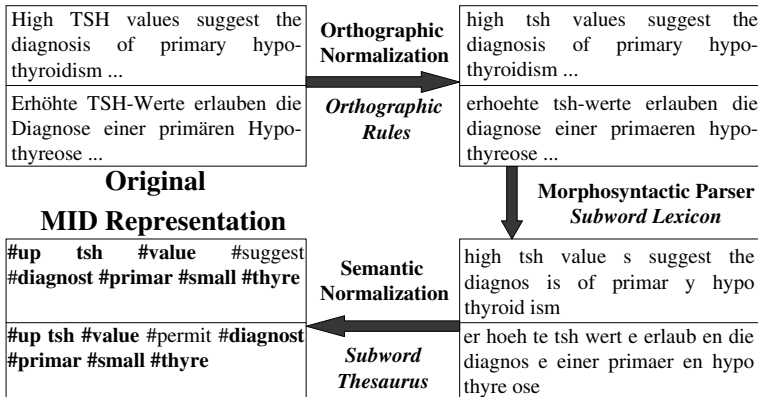 High TSH values suggest the
diagnosis of primary hypo-
thyroidism ...
Erhöhte TSH-Werte erlauben die
Diagnose einer primären Hypo-
thyreose ...
Original
Orthographic
Normalization
Orthographic
Rules
high tsh values suggest the
diagnosis of primary hypo-
thyroidism ...
erhoehte tsh-werte erlauben die
diagnose einer primaeren hypo-
thyreose ...
Morphosyntactic Parser
Subword Lexicon
high tsh value s suggest the
diagnos is of primar y hypo
thyroid ism
er hoeh te tsh wert e erlaub en die
diagnos e einer primaer en hypo
thyre ose
Semantic
Normalization
Subword
Thesaurus
MID Representation
#up tsh #value #suggest
#diagnost #primar #small #thyre
#up tsh #value #permit #diagnost
#primar #small #thyre